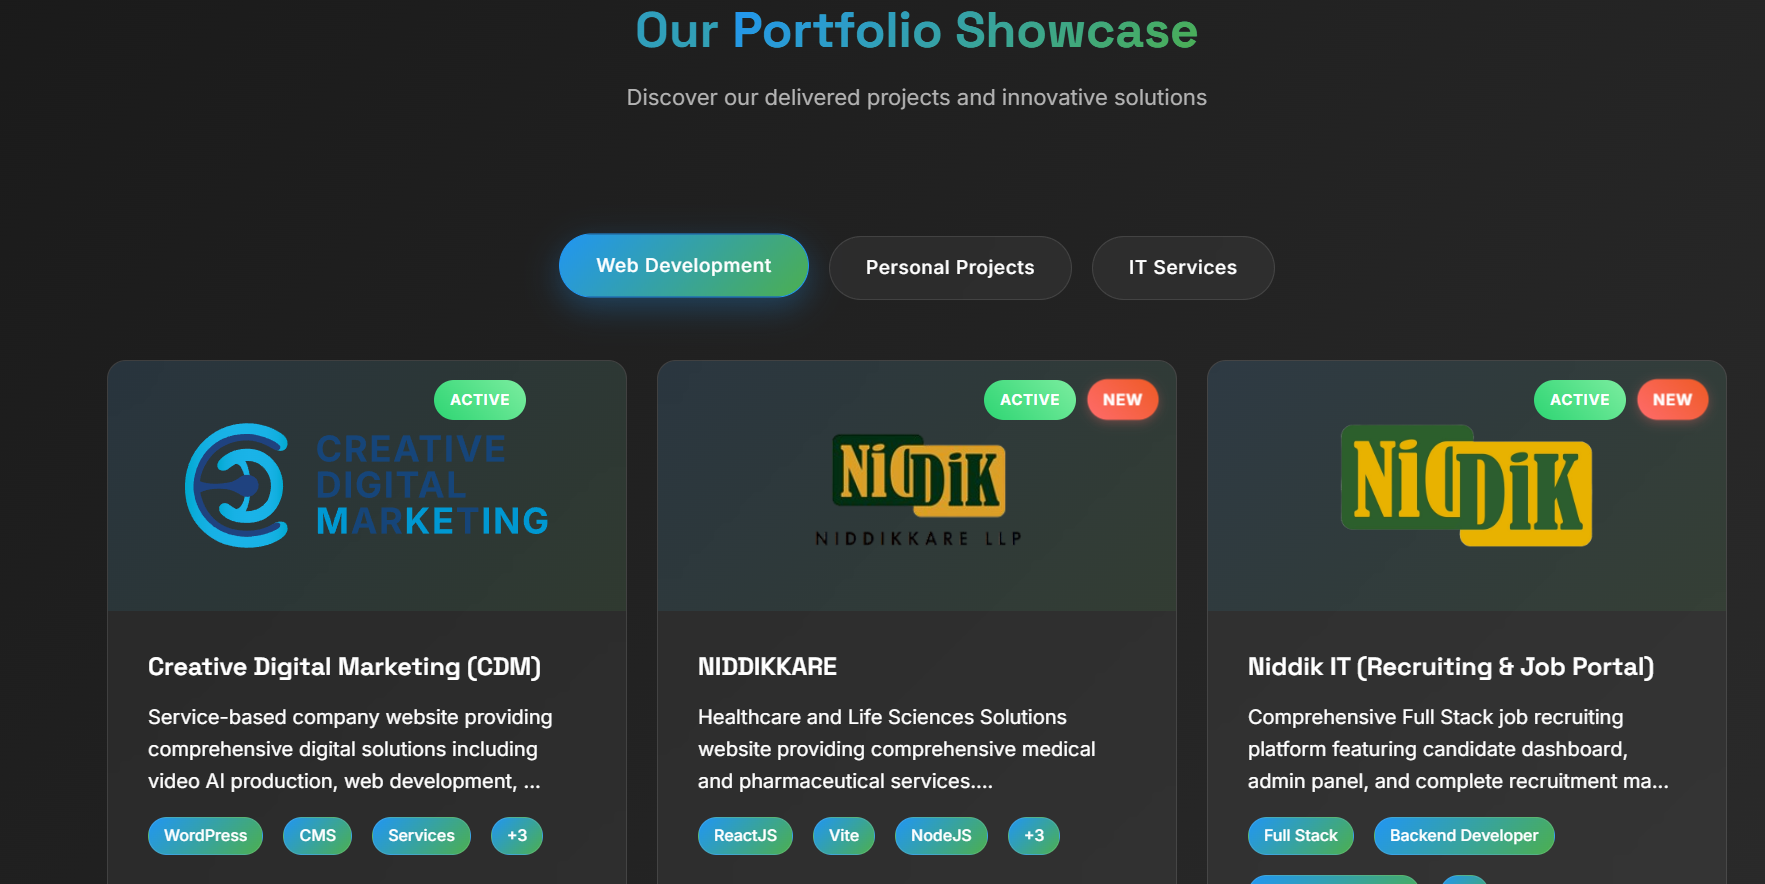 Our Portfolio Showcase
Discover our delivered projects and innovative solutions
Web Development
Personal Projects
IT Services
ACTIVE
CREATIVE
DIGITAL
MARKETING
Creative Digital Marketing (CDM)
Service-based company website providing
comprehensive digital solutions including
video AI production, web development, ...
WordPress
CMS
Services
+3
ACTIVE
NEW
NiDDiK
NIDDIKKARE LLP
NIDDIKKARE
Healthcare and Life Sciences Solutions
website providing comprehensive medical
and pharmaceutical services....
ReactJS
Vite
NodeJS
+3
ACTIVE
NEW
NiDDiK
Niddik IT (Recruiting & Job Portal)
Comprehensive Full Stack job recruiting
platform featuring candidate dashboard,
admin panel, and complete recruitment ma...
Full Stack
Backend Developer